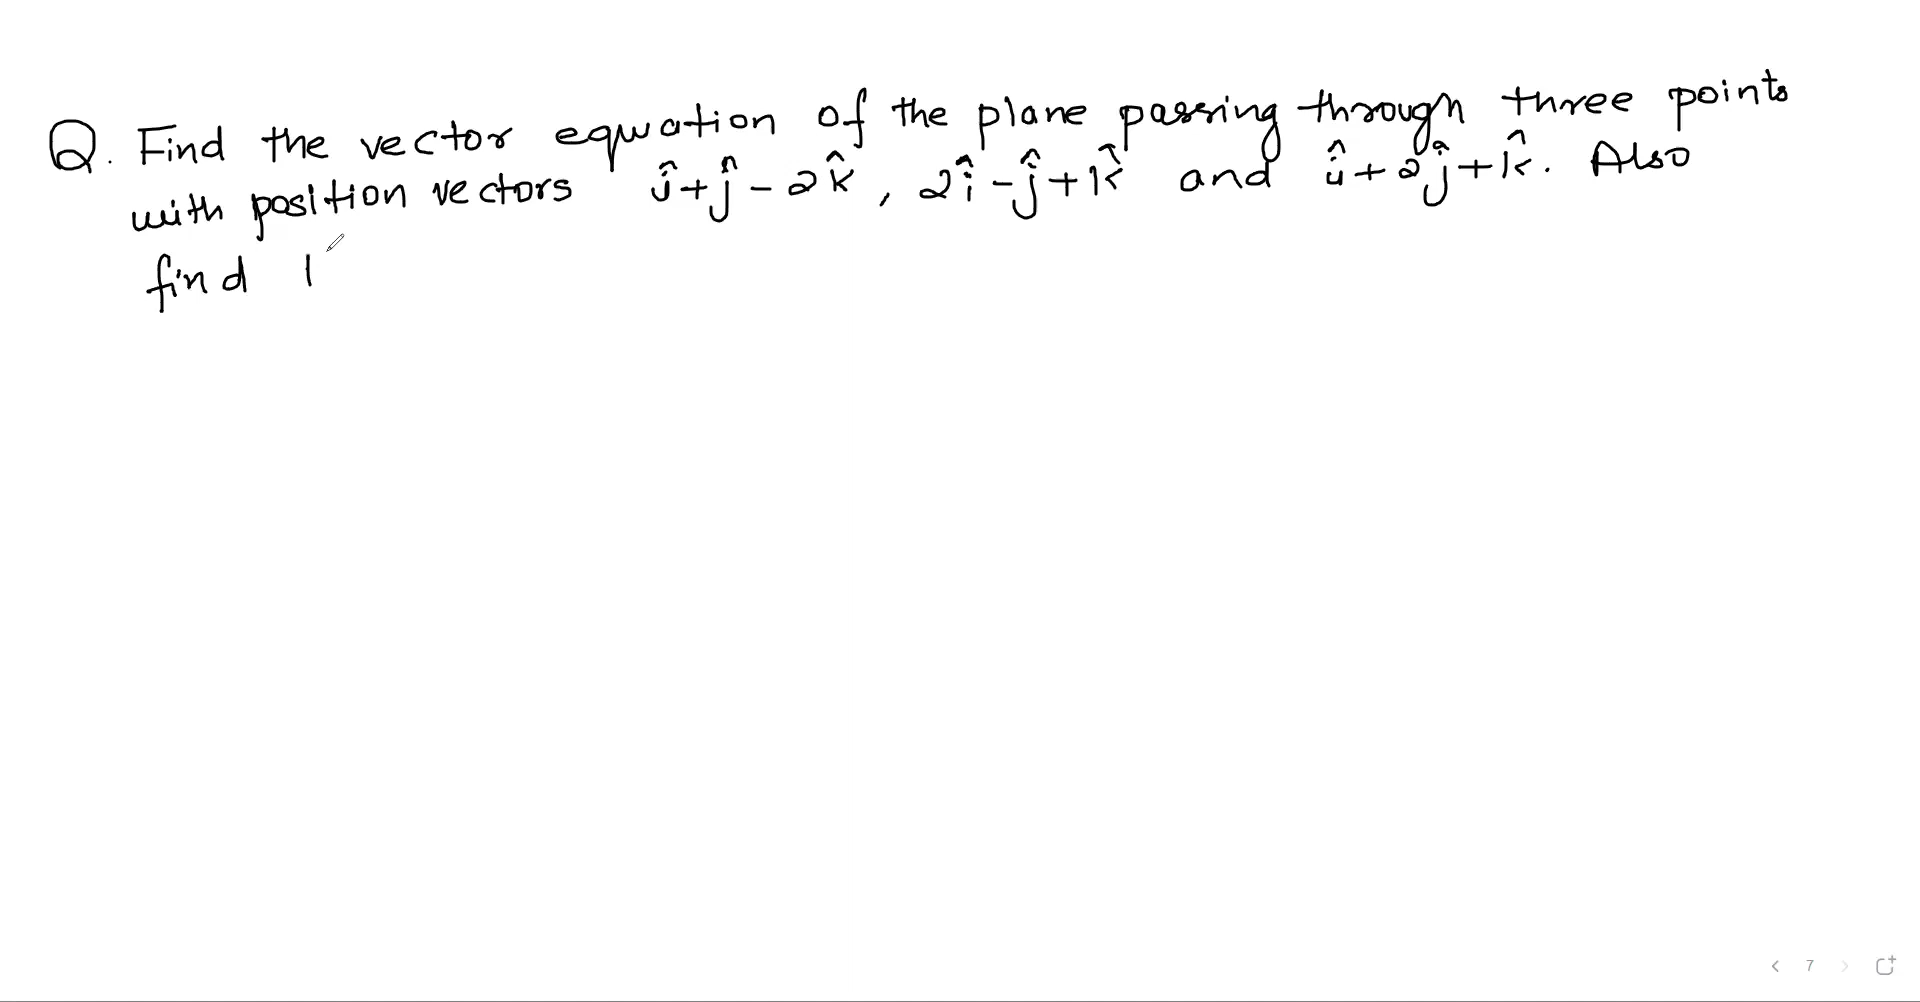 Q. Find the vector equation of the plane passing through three points
with position vectors î+ĵ-2k̂, 2î-ĵ+k̂ and î+2ĵ+k̂. Also
find
7